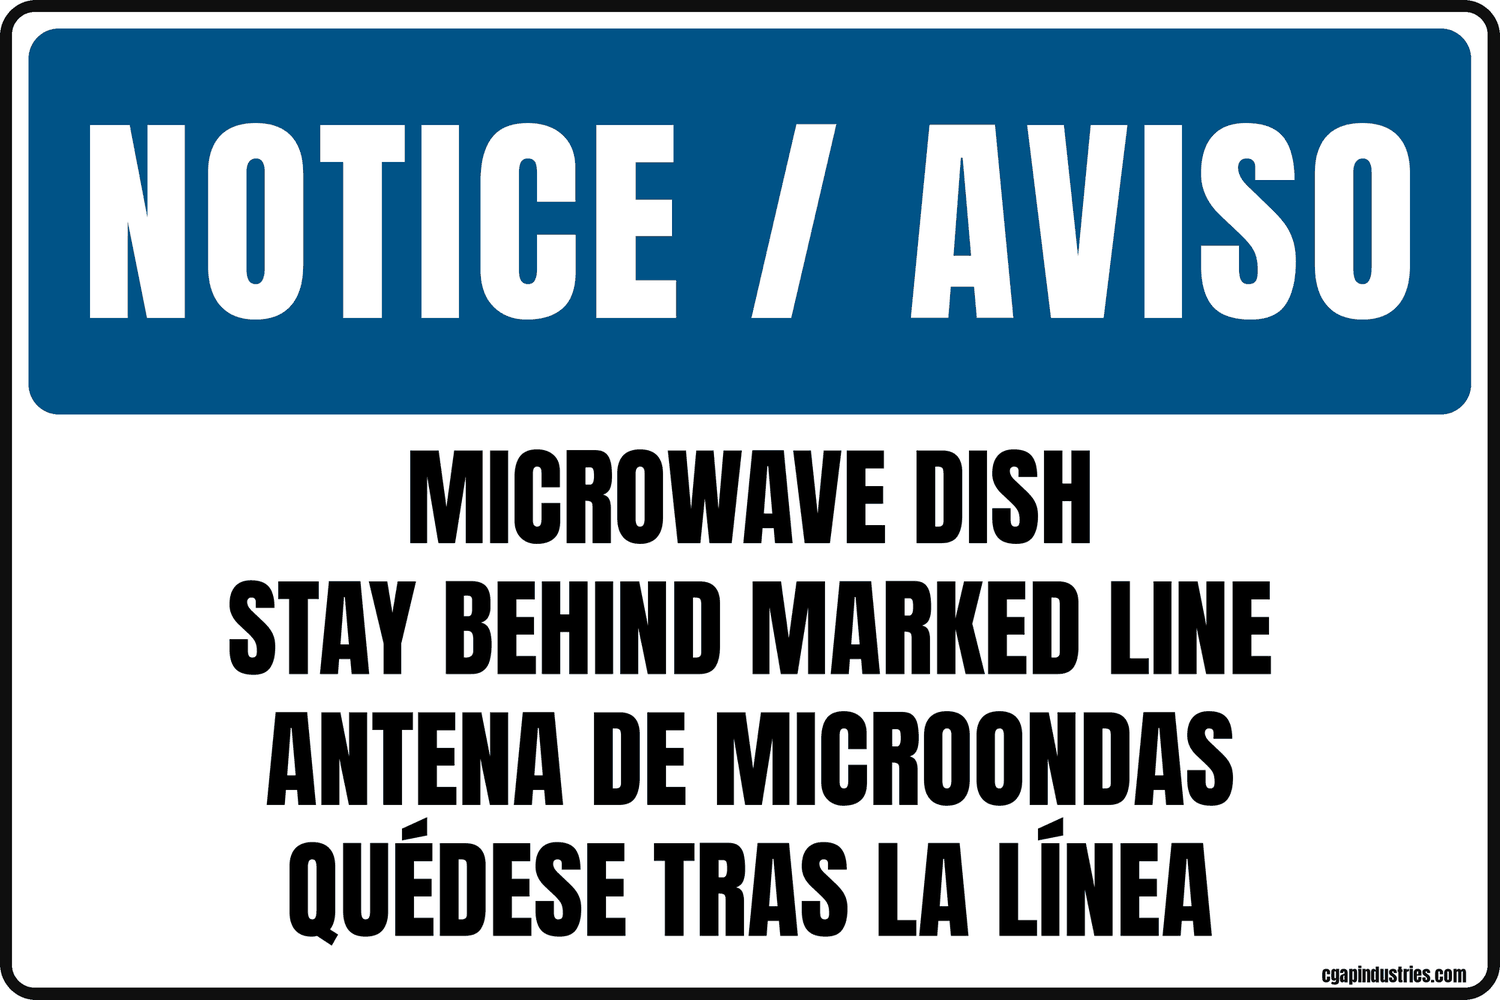 NOTICE / AVISO
MICROWAVE DISH
STAY BEHIND MARKED LINE
ANTENA DE MICROONDAS
QUÉDESE TRAS LA LÍNEA
cgapindustries.com